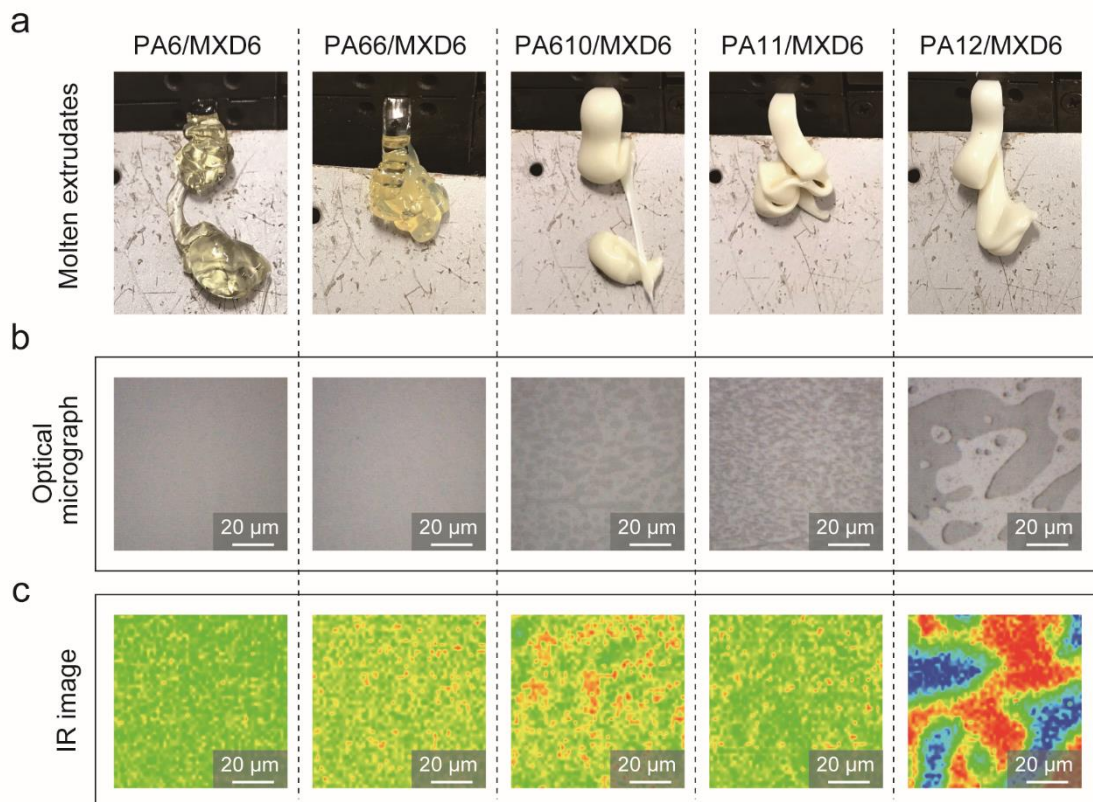 a
PA6/MXD6 PA66/MXD6 PA610/MXD6 PA11/MXD6 PA12/MXD6
Molten extrudates
b
Optical
micrograph
20 µm 20 µm 20 µm 20 µm 20 µm
c
IR image
20 µm 20 µm 20 µm 20 µm 20 µm